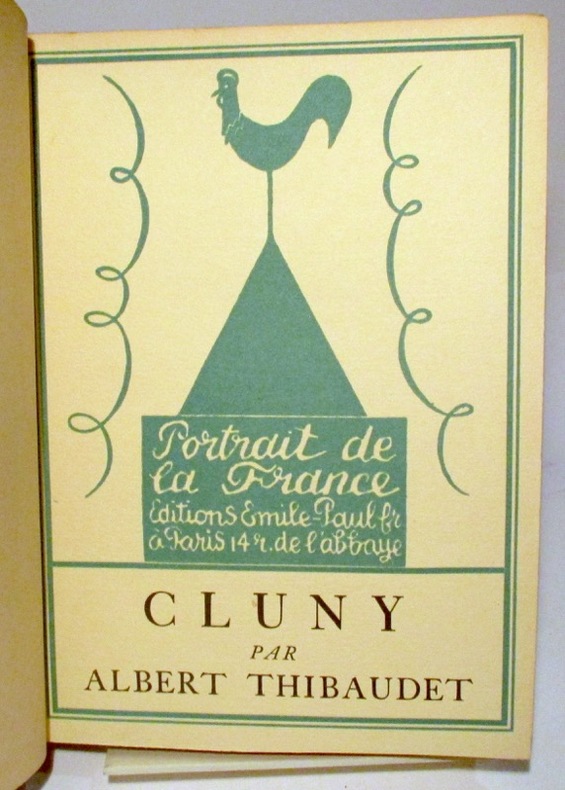 Portrait de
la France
Editions Emile-Paul fr
à Paris 14 r. de l'abbaye
CLUNY
PAR
ALBERT THIBAUDET